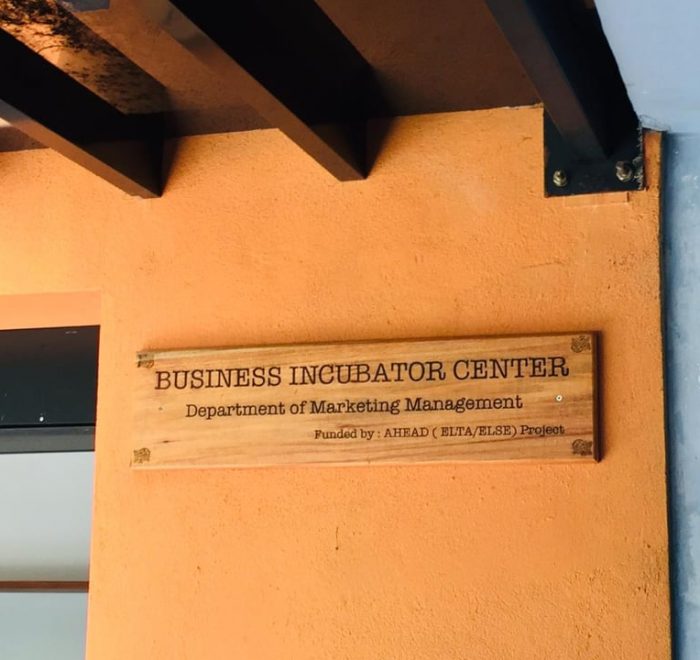 BUSINESS INCUBATOR CENTER
Department of Marketing Management
Funded by : AHEAD ( ELTA/ELSE) Project